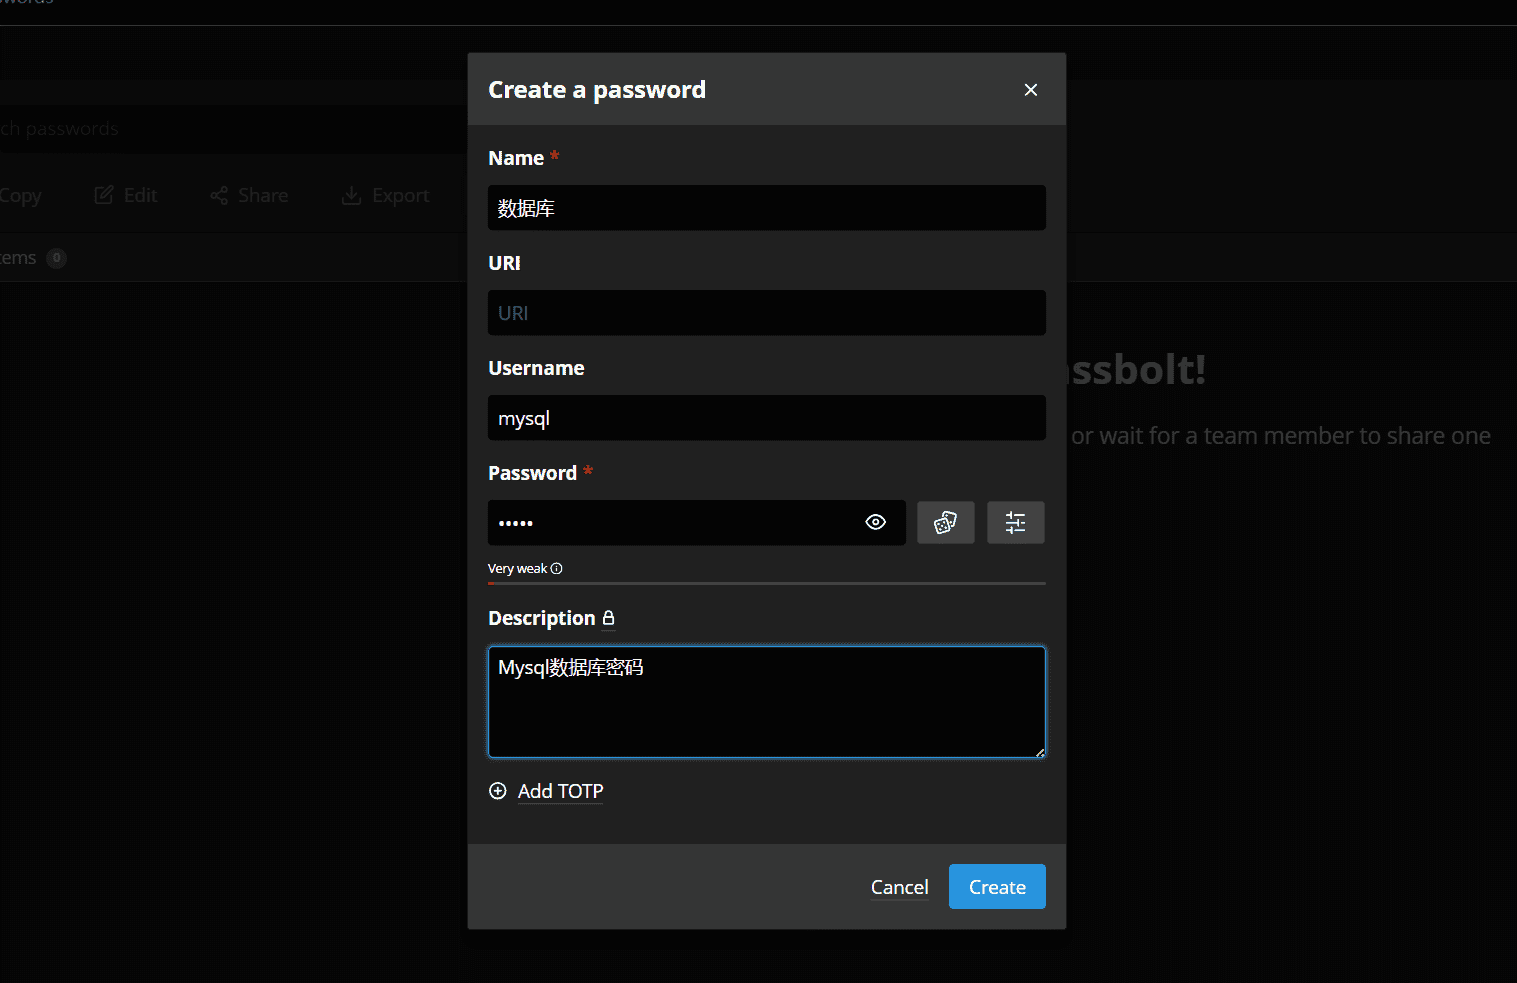 Create a password
ch passwords
Name *
Copy
Edit
Share
Export
数据库
URI
tems 0
URI
Username
ssbolt!
mysql
or wait for a team member to share one
Password *
•••••
Very weak
Description
Mysql数据库密码
Add TOTP
Cancel
Create